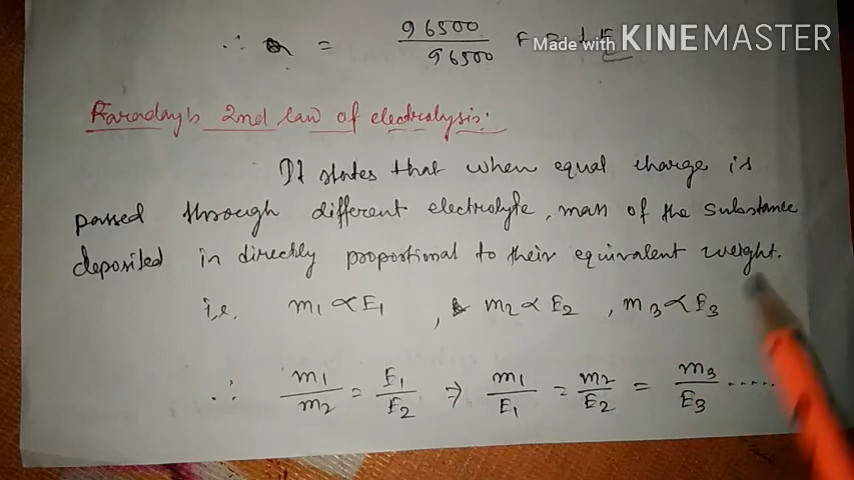 ∴ = 96500/96500 F
Made with KINEMASTER
Faraday's 2nd law of electrolysis:
It states that when equal charge is
passed through different electrolyte, mass of the substance
deposited in directly proportional to their equivalent weight.
i.e. m1 ∝ E1 , m2 ∝ E2 , m3 ∝ E3
∴ m1/m2 = E1/E2 ⇒ m1/E1 = m2/E2 = m3/E3 .....